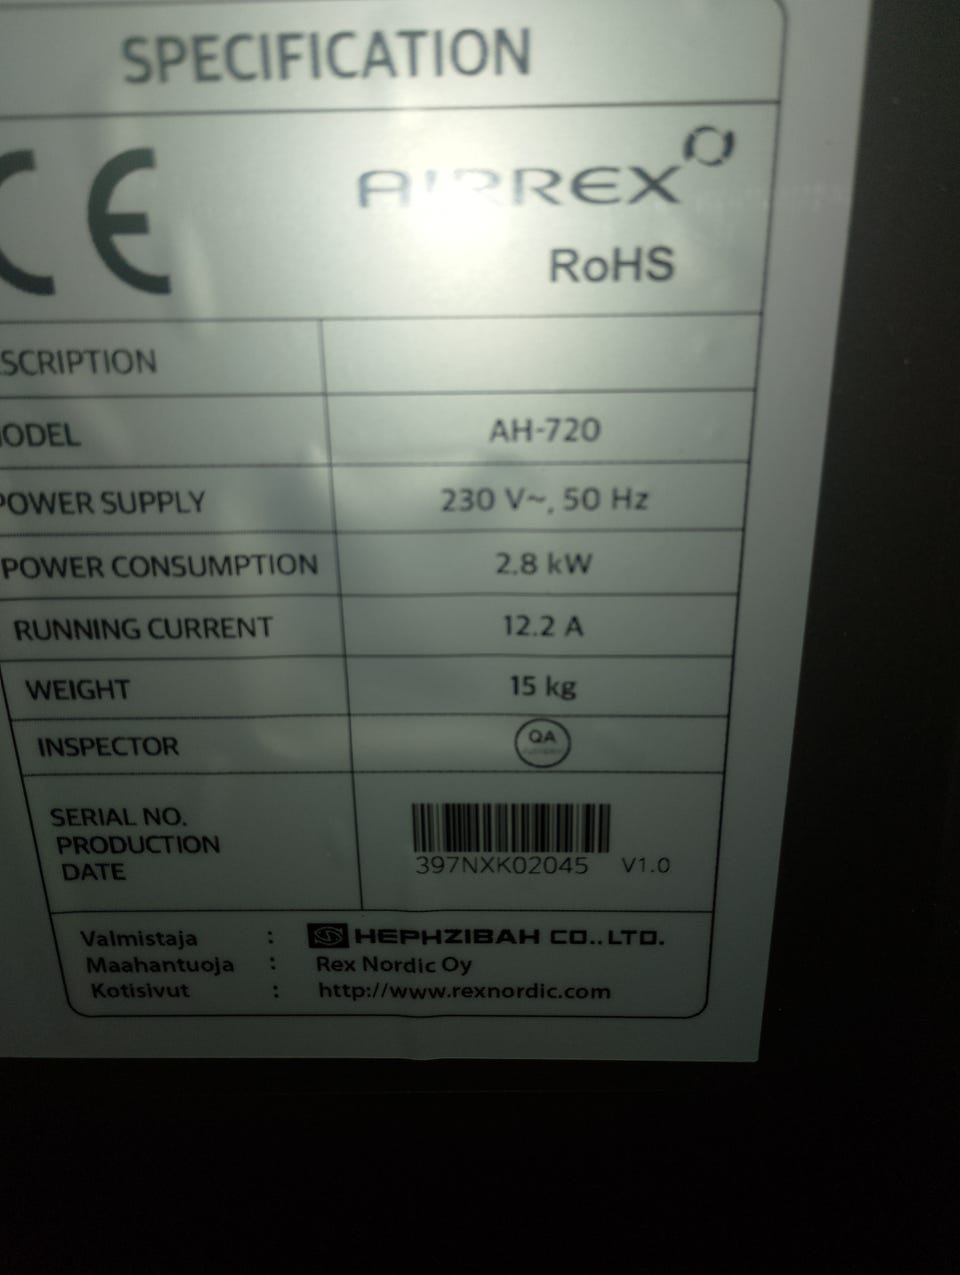 SPECIFICATION
CE
AIRREX
RoHS
SCRIPTION
MODEL AH-720
POWER SUPPLY 230 V~, 50 Hz
POWER CONSUMPTION 2.8 kW
RUNNING CURRENT 12.2 A
WEIGHT 15 kg
INSPECTOR QA
SERIAL NO.
PRODUCTION
DATE
397NXK02045 V1.0
Valmistaja : HEPHZIBAH CO.,LTD.
Maahantuoja : Rex Nordic Oy
Kotisivut : http://www.rexnordic.com